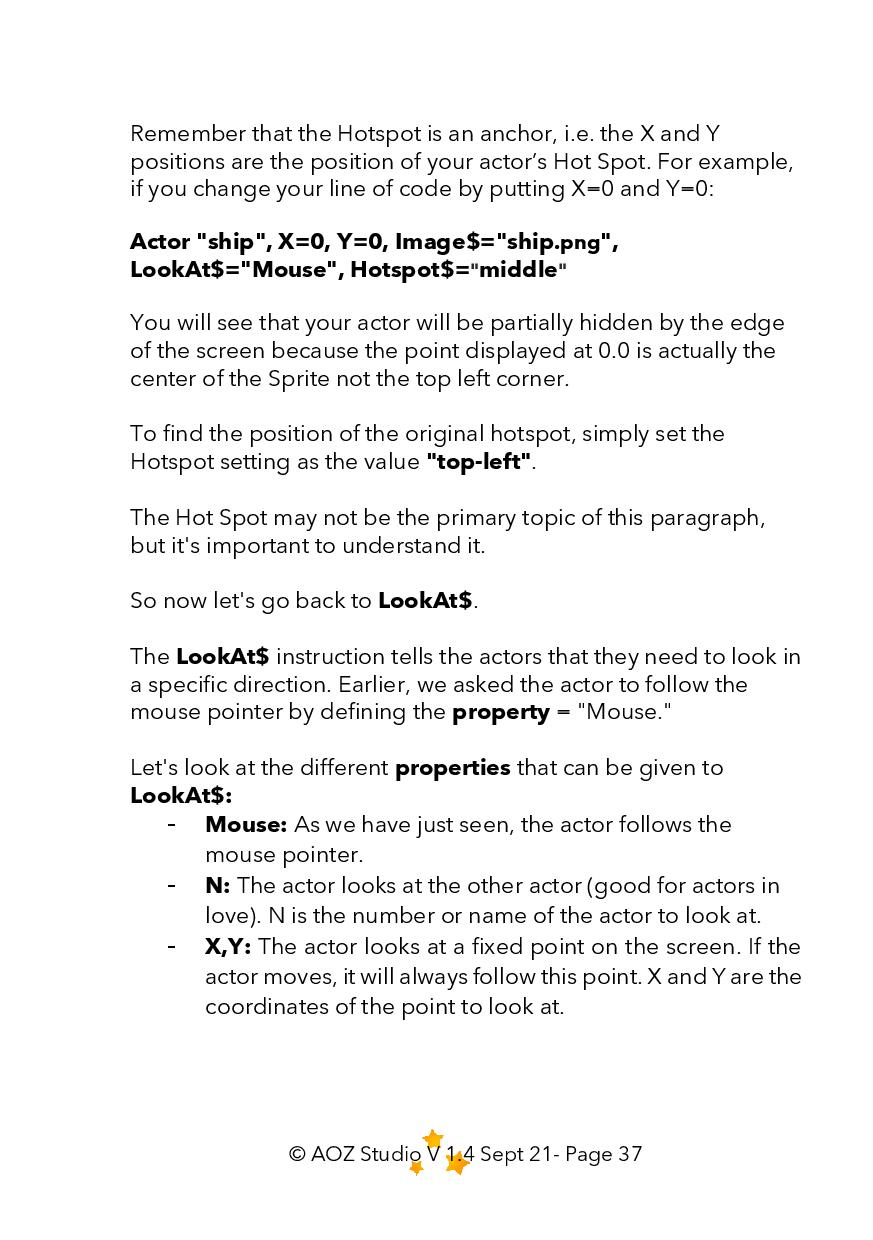 Remember that the Hotspot is an anchor, i.e. the X and Y
positions are the position of your actor’s Hot Spot. For example,
if you change your line of code by putting X=0 and Y=0:
Actor "ship", X=0, Y=0, Image$="ship.png",
LookAt$="Mouse", Hotspot$="middle"
You will see that your actor will be partially hidden by the edge
of the screen because the point displayed at 0.0 is actually the
center of the Sprite not the top left corner.
To find the position of the original hotspot, simply set the
Hotspot setting as the value "top-left".
The Hot Spot may not be the primary topic of this paragraph,
but it's important to understand it.
So now let's go back to LookAt$.
The LookAt$ instruction tells the actors that they need to look in
a specific direction. Earlier, we asked the actor to follow the
mouse pointer by defining the property = "Mouse."
Let's look at the different properties that can be given to
LookAt$:
- Mouse: As we have just seen, the actor follows the
mouse pointer.
- N: The actor looks at the other actor (good for actors in
love). N is the number or name of the actor to look at.
- X,Y: The actor looks at a fixed point on the screen. If the
actor moves, it will always follow this point. X and Y are the
coordinates of the point to look at.
© AOZ Studio V 1.4 Sept 21- Page 37